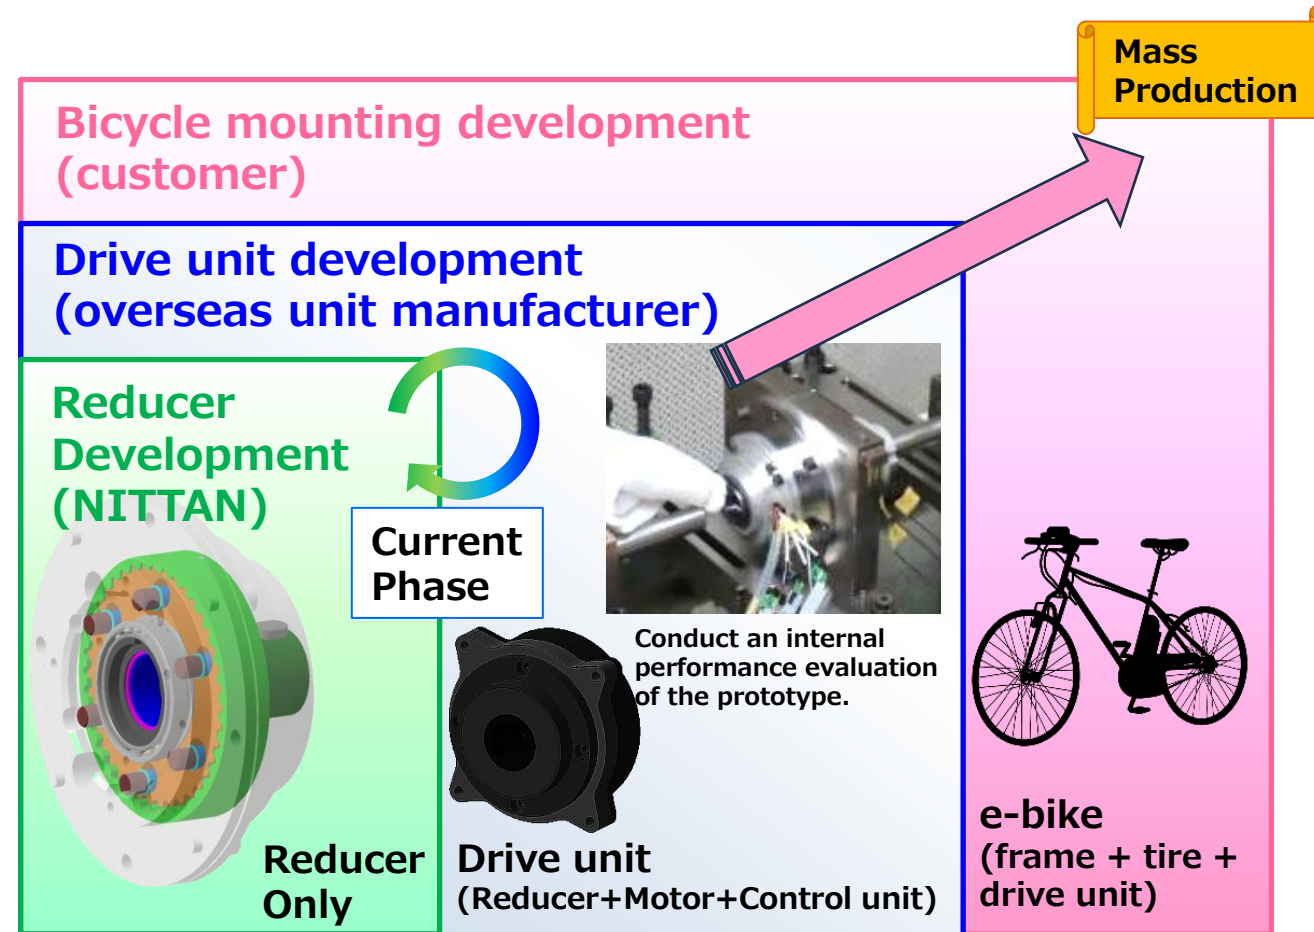 Mass
Production
Bicycle mounting development
(customer)
Drive unit development
(overseas unit manufacturer)
Reducer
Development
(NITTAN)
Current
Phase
Conduct an internal
performance evaluation
of the prototype.
Reducer
Only
Drive unit
(Reducer+Motor+Control unit)
e-bike
(frame + tire +
drive unit)